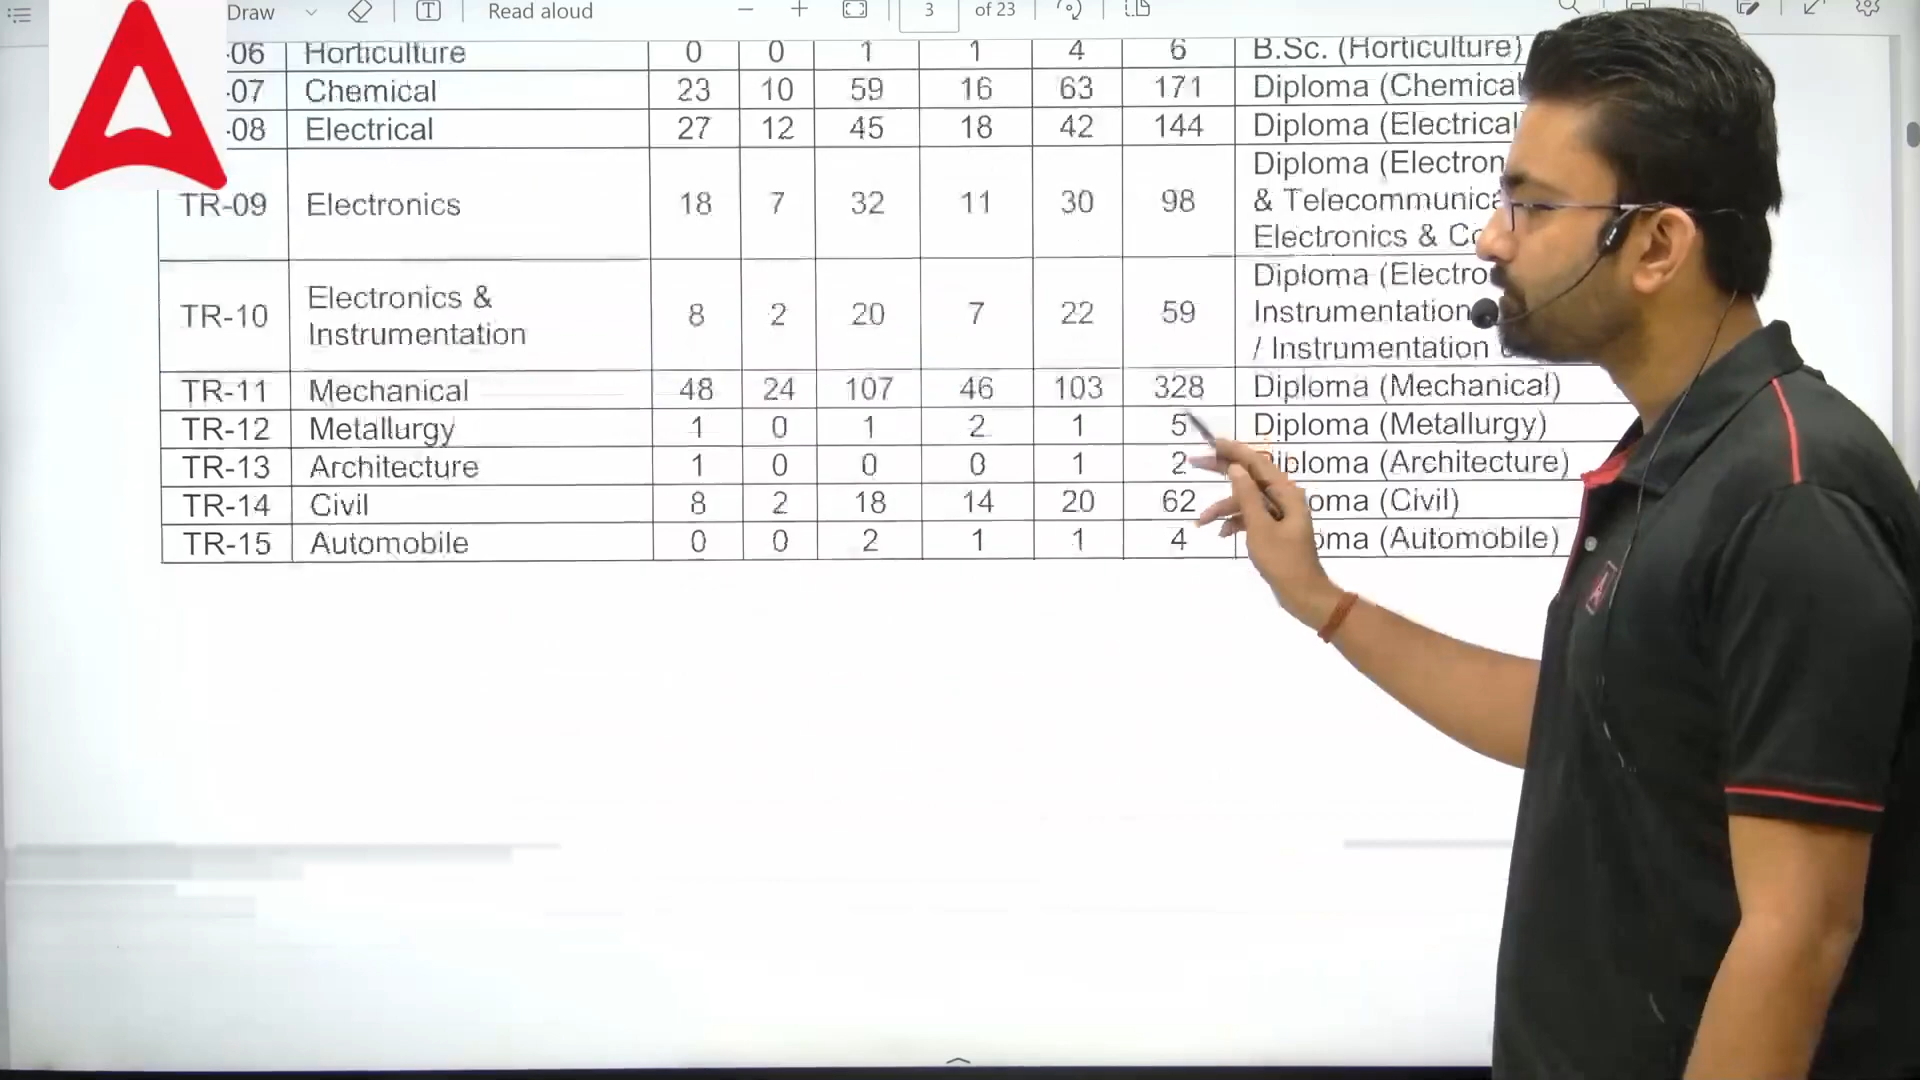 Draw Read aloud 3 of 23
-06 Horticulture 0 0 1 1 4 6 B.Sc. (Horticulture)
-07 Chemical 23 10 59 16 63 171 Diploma (Chemical
-08 Electrical 27 12 45 18 42 144 Diploma (Electrical
TR-09 Electronics 18 7 32 11 30 98 Diploma (Electron
& Telecommunica
Electronics & Co
TR-10 Electronics &
Instrumentation 8 2 20 7 22 59 Diploma (Electro
Instrumentation
/ Instrumentation
TR-11 Mechanical 48 24 107 46 103 328 Diploma (Mechanical)
TR-12 Metallurgy 1 0 1 2 1 5 Diploma (Metallurgy)
TR-13 Architecture 1 0 0 0 1 2 Diploma (Architecture)
TR-14 Civil 8 2 18 14 20 62 oma (Civil)
TR-15 Automobile 0 0 2 1 1 4 oma (Automobile)